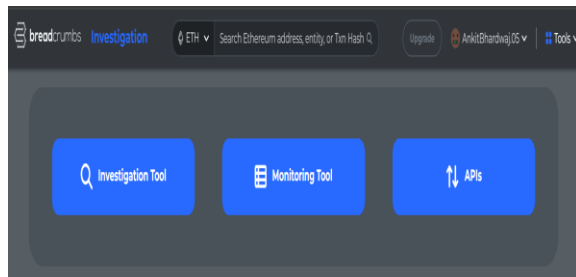 breadcrumbs Investigation ETH Search Ethereum address, entity, or Txn Hash Upgrade AnkitBhardwaj.05 Tools
Investigation Tool Monitoring Tool APIs